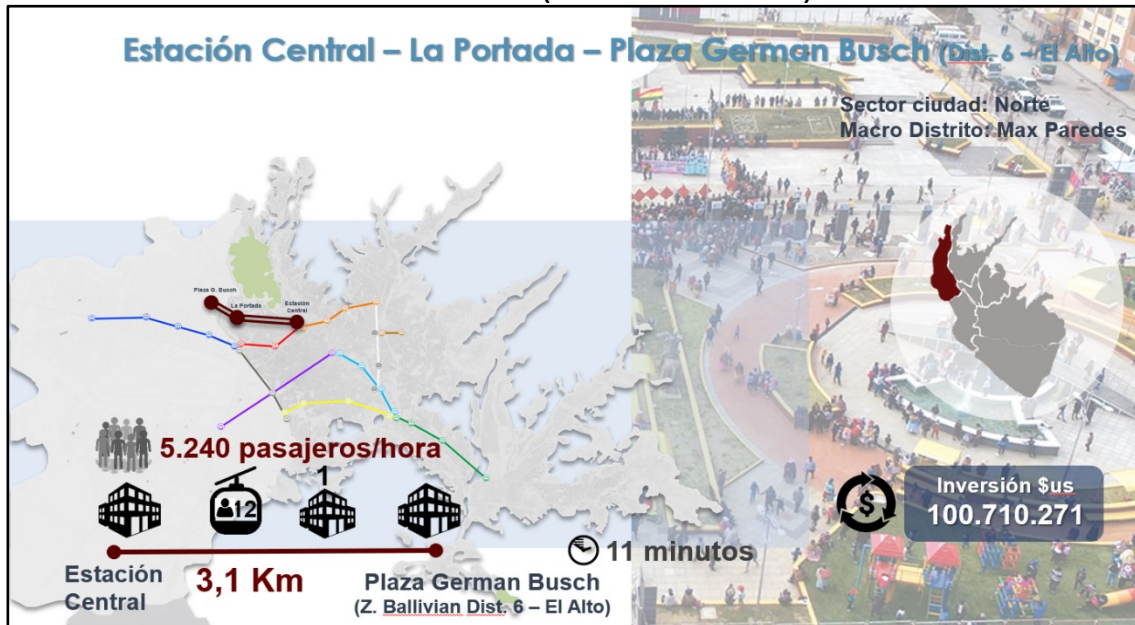 Estación Central – La Portada – Plaza German Busch (Dist. 6 – El Alto)
Sector ciudad: Norte
Macro Distrito: Max Paredes
Plaza G. Busch
La Portada
Estación
Central
5.240 pasajeros/hora
12
1
Inversión $us
100.710.271
11 minutos
Estación
Central
3,1 Km
Plaza German Busch
(Z. Ballivian Dist. 6 – El Alto)